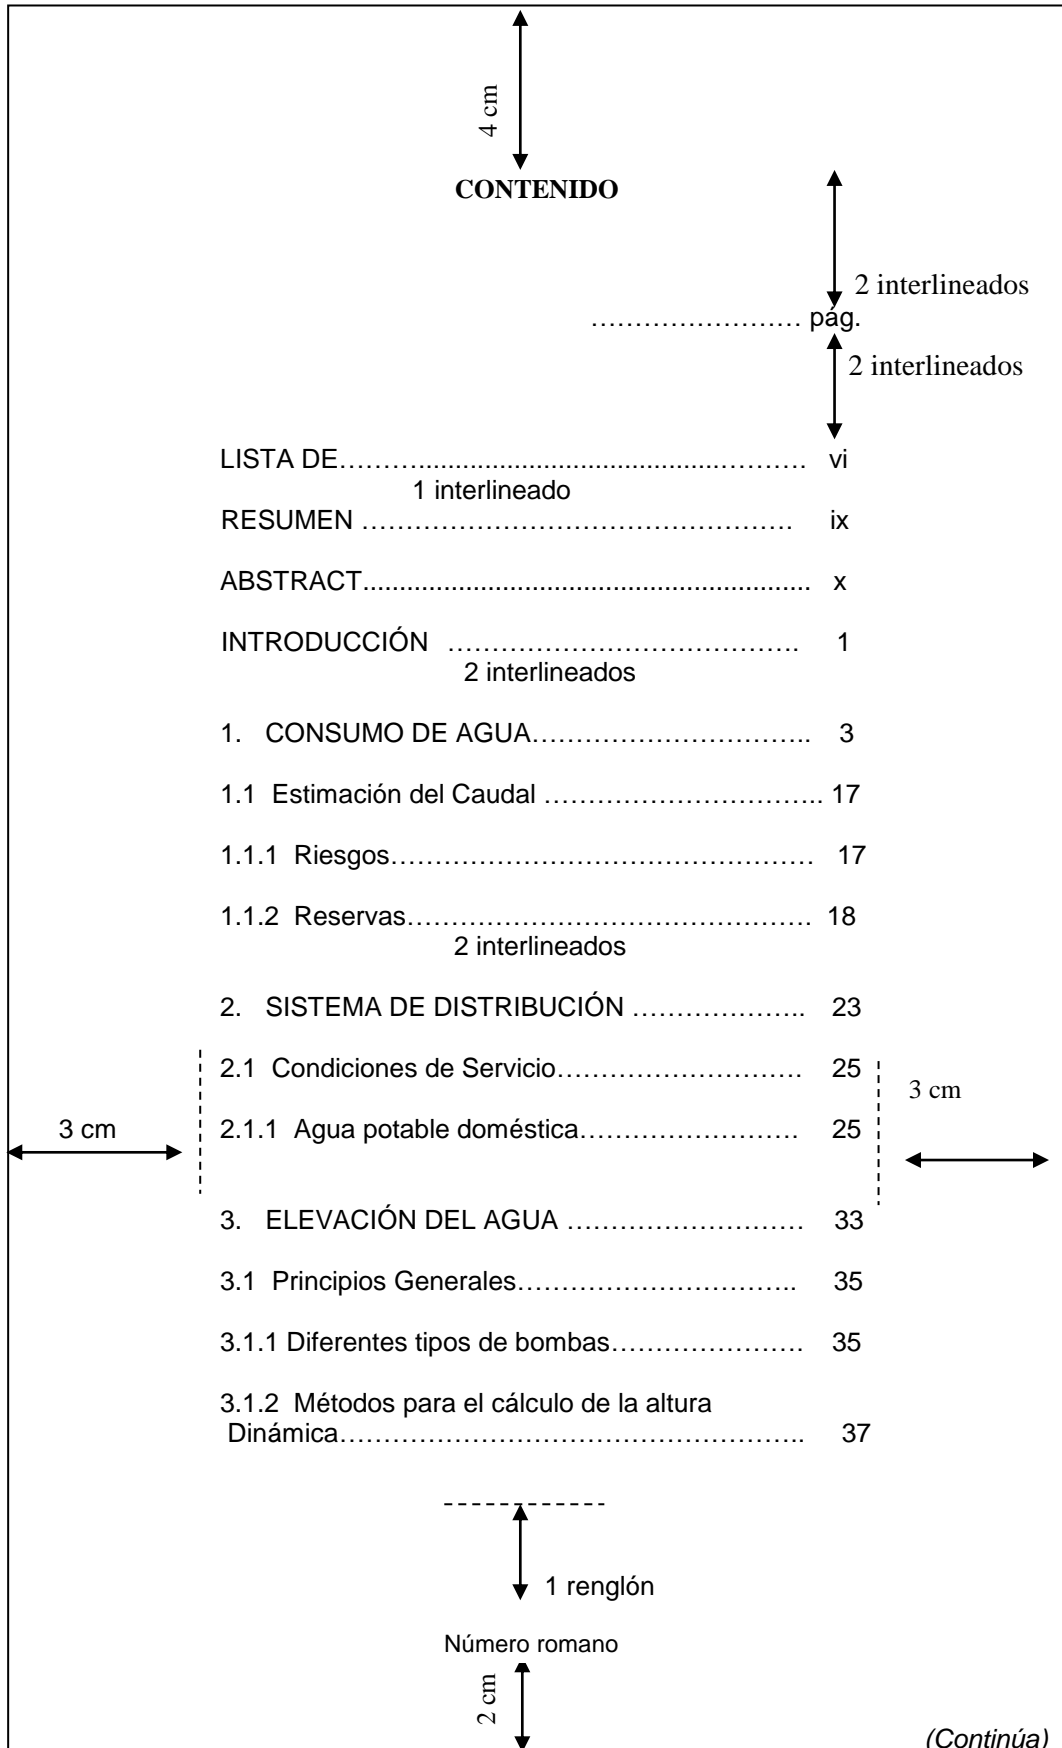 4 cm
CONTENIDO
2 interlineados
…………………… pág.
2 interlineados
LISTA DE………..................................………. vi
1 interlineado
RESUMEN …………………………………………. ix
ABSTRACT................................................... x
INTRODUCCIÓN …………………………………. 1
2 interlineados
1. CONSUMO DE AGUA………………………….. 3
1.1 Estimación del Caudal ………………………….. 17
1.1.1 Riesgos………………………………………… 17
1.1.2 Reservas………………………………………. 18
2 interlineados
2. SISTEMA DE DISTRIBUCIÓN ……………….. 23
2.1 Condiciones de Servicio………………………. 25
3 cm
3 cm
2.1.1 Agua potable doméstica……………………. 25
3. ELEVACIÓN DEL AGUA ……………………… 33
3.1 Principios Generales………………………….. 35
3.1.1 Diferentes tipos de bombas…………………. 35
3.1.2 Métodos para el cálculo de la altura
Dinámica…………………………………………….. 37
1 renglón
Número romano
2 cm
(Continúa)